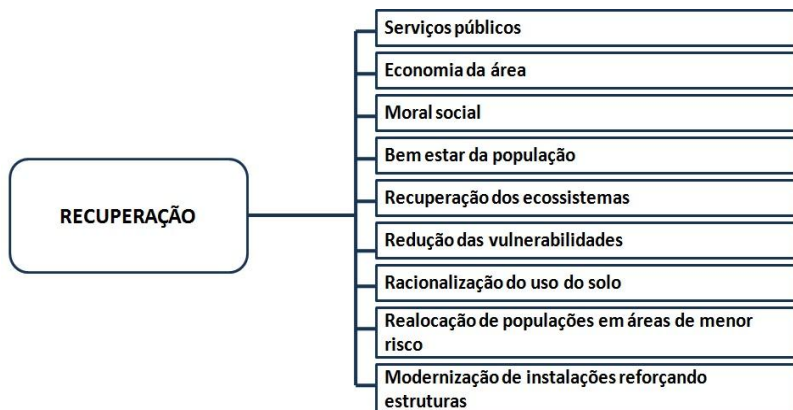 RECUPERAÇÃO
Serviços públicos
Economia da área
Moral social
Bem estar da população
Recuperação dos ecossistemas
Redução das vulnerabilidades
Racionalização do uso do solo
Realocação de populações em áreas de menor
risco
Modernização de instalações reforçando
estruturas